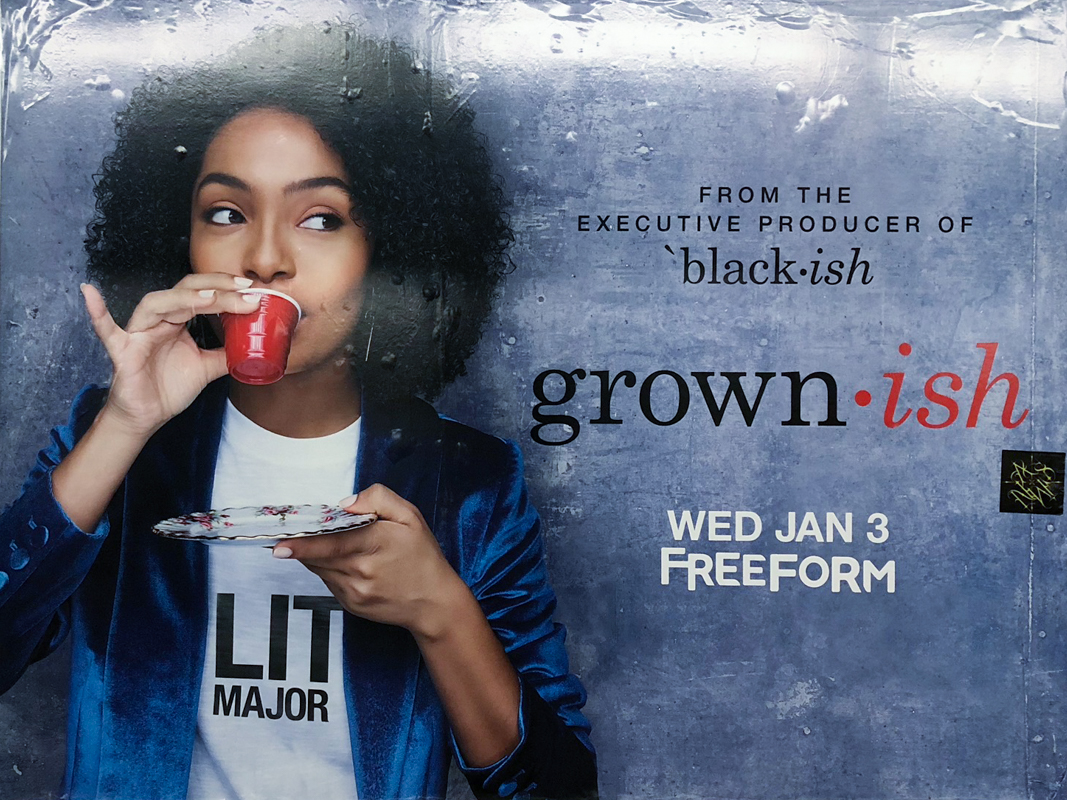 FROM THE
EXECUTIVE PRODUCER OF
`black•ish
grown•ish
WED JAN 3
FREEFORM
LIT
MAJOR